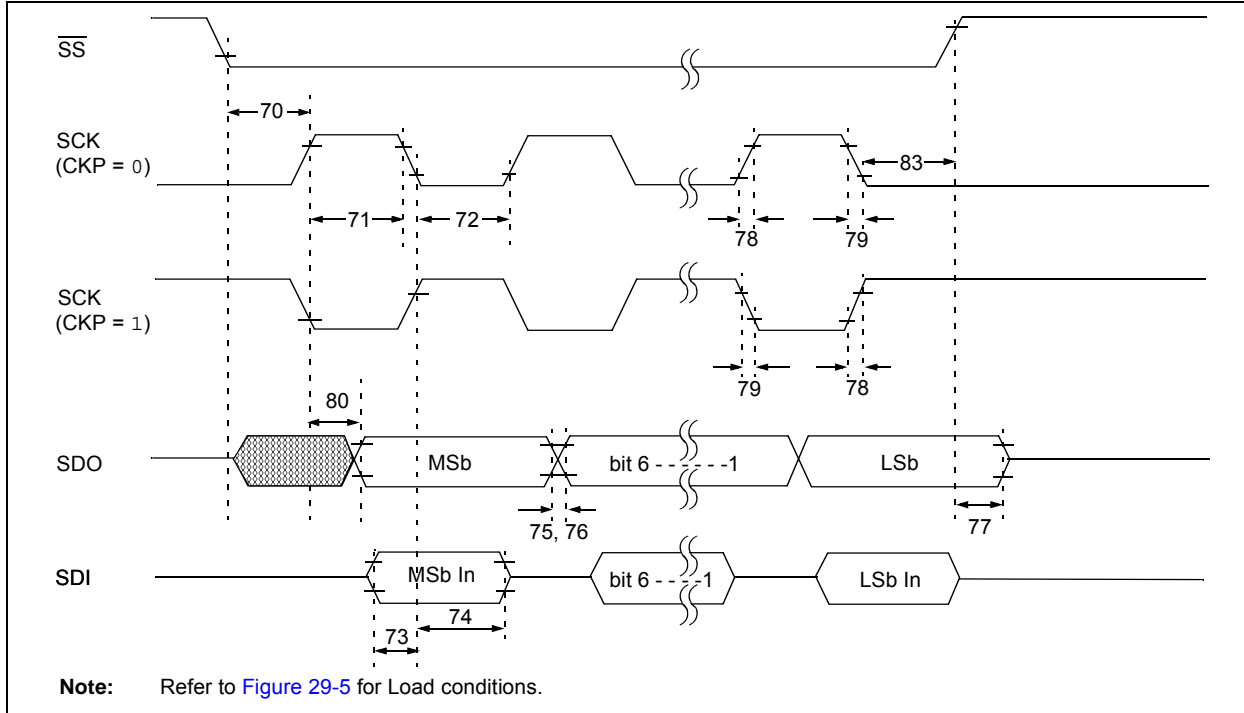 SS
70
SCK
(CKP = 0)
83
71
72
78
79
SCK
(CKP = 1)
79
78
80
SDO
MSb
bit 6 - - - - - -1
LSb
75, 76
77
SDI
MSb In
bit 6 - - - -1
LSb In
74
73
Note: Refer to Figure 29-5 for Load conditions.